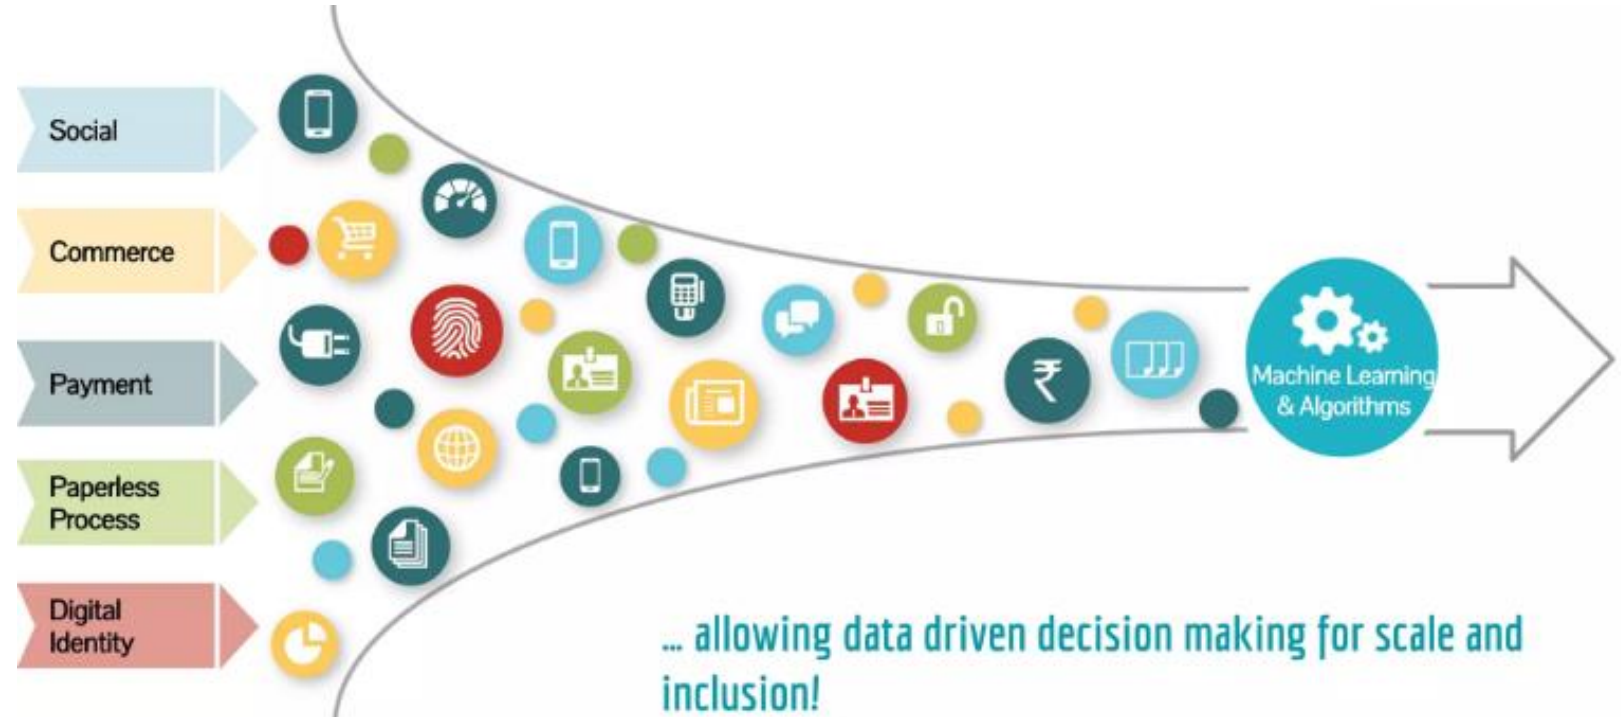 Social
Commerce
Payment
Paperless
Process
Digital
Identity
₹
Machine Learning
& Algorithms
... allowing data driven decision making for scale and
inclusion!